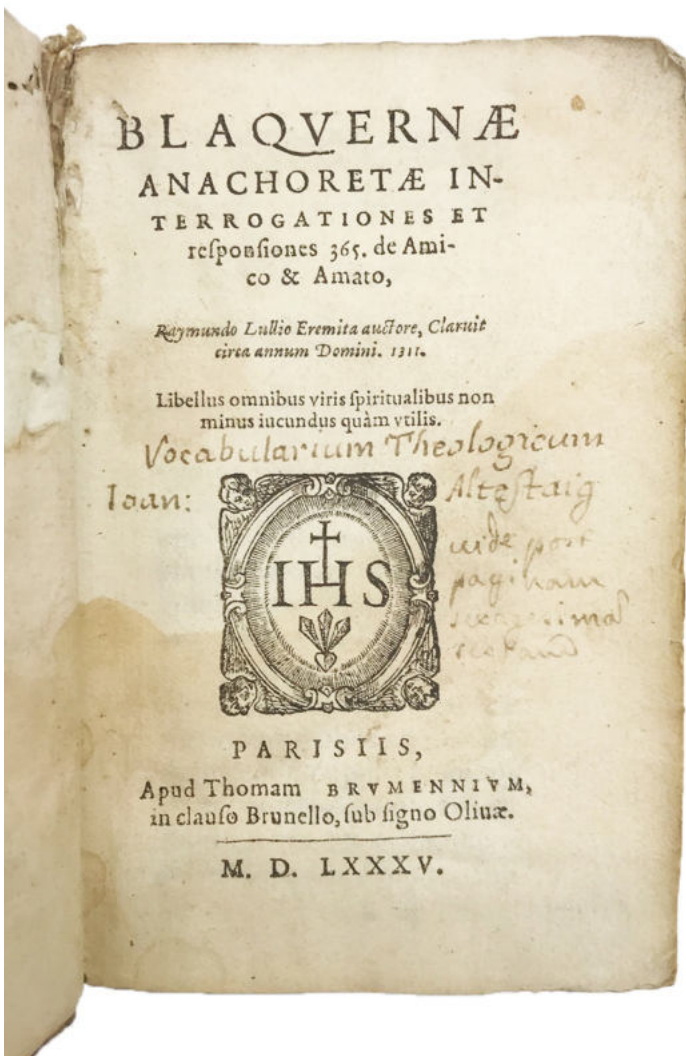 BLAQVERNÆ
ANACHORETÆ IN-
TERROGATIONES ET
reſponſiones 365. de Ami-
co & Amato,
Raymundo Lullio Eremita auctore, Claruit
circa annum Domini. 1311.
Libellus omnibus viris ſpiritualibus non
minus iucundus quàm vtilis.
Vocabularium Theologicum
Ioan: Altestaig
uide post
paginam
IHS
PARISIIS,
Apud Thomam BRVMENNIVM,
in clauſo Brunello, ſub ſigno Oliuæ.
M. D. LXXXV.